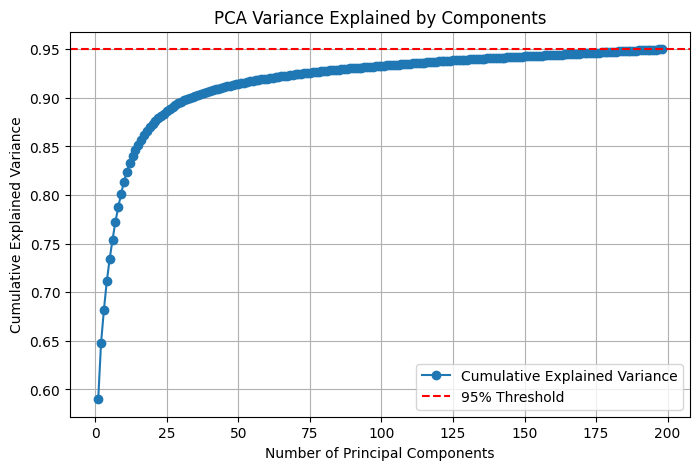 PCA Variance Explained by Components
Cumulative Explained Variance
0.95
0.90
0.85
0.80
0.75
0.70
0.65
0.60
0 25 50 75 100 125 150 175 200
Number of Principal Components
Cumulative Explained Variance
95% Threshold